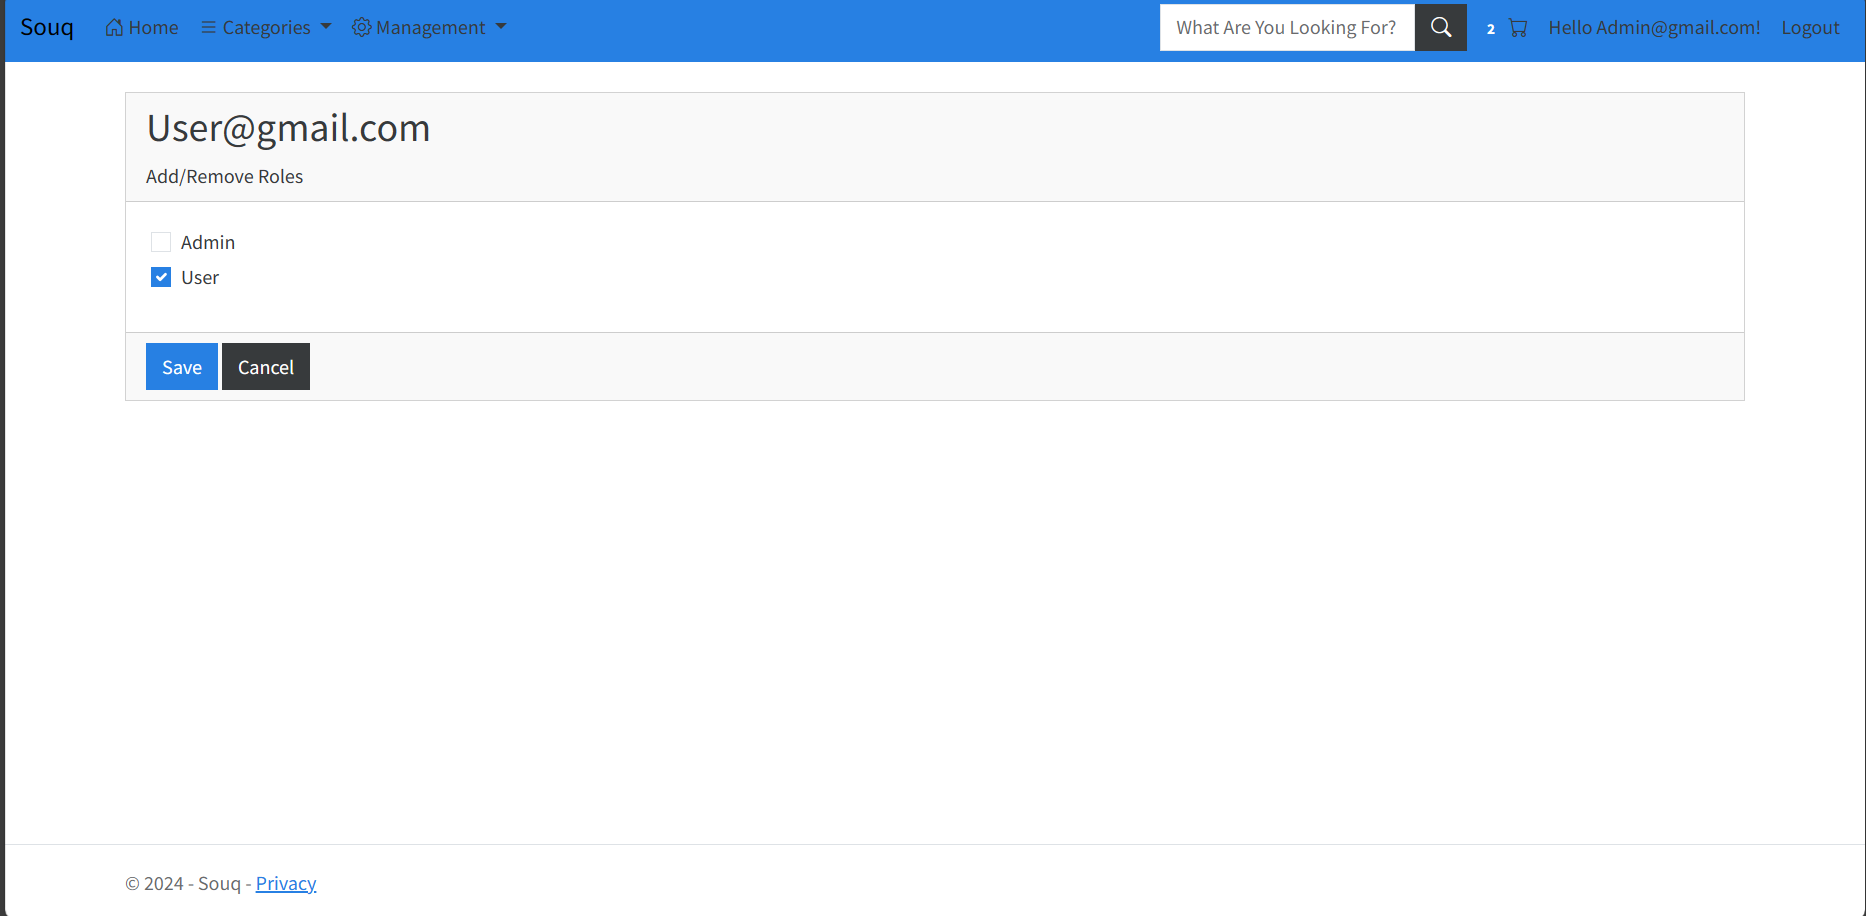 Souq Home Categories Management What Are You Looking For? 2 Hello Admin@gmail.com! Logout
User@gmail.com
Add/Remove Roles
Admin
User
Save Cancel
© 2024 - Souq - Privacy